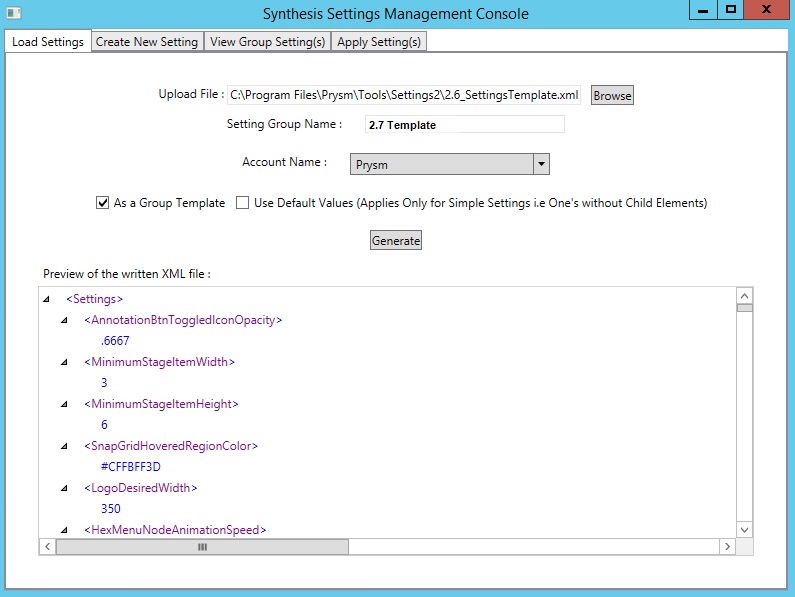 Synthesis Settings Management Console
Load Settings Create New Setting View Group Setting(s) Apply Setting(s)
Upload File : C:\Program Files\Prysm\Tools\Settings2\2.6_SettingsTemplate.xml Browse
Setting Group Name : 2.7 Template
Account Name : Prysm
As a Group Template Use Default Values (Applies Only for Simple Settings i.e One's without Child Elements)
Generate
Preview of the written XML file :
<Settings>
<AnnotationBtnToggledIconOpacity>
.6667
<MinimumStageItemWidth>
3
<MinimumStageItemHeight>
6
<SnapGridHoveredRegionColor>
#CFFBFF3D
<LogoDesiredWidth>
350
<HexMenuNodeAnimationSpeed>